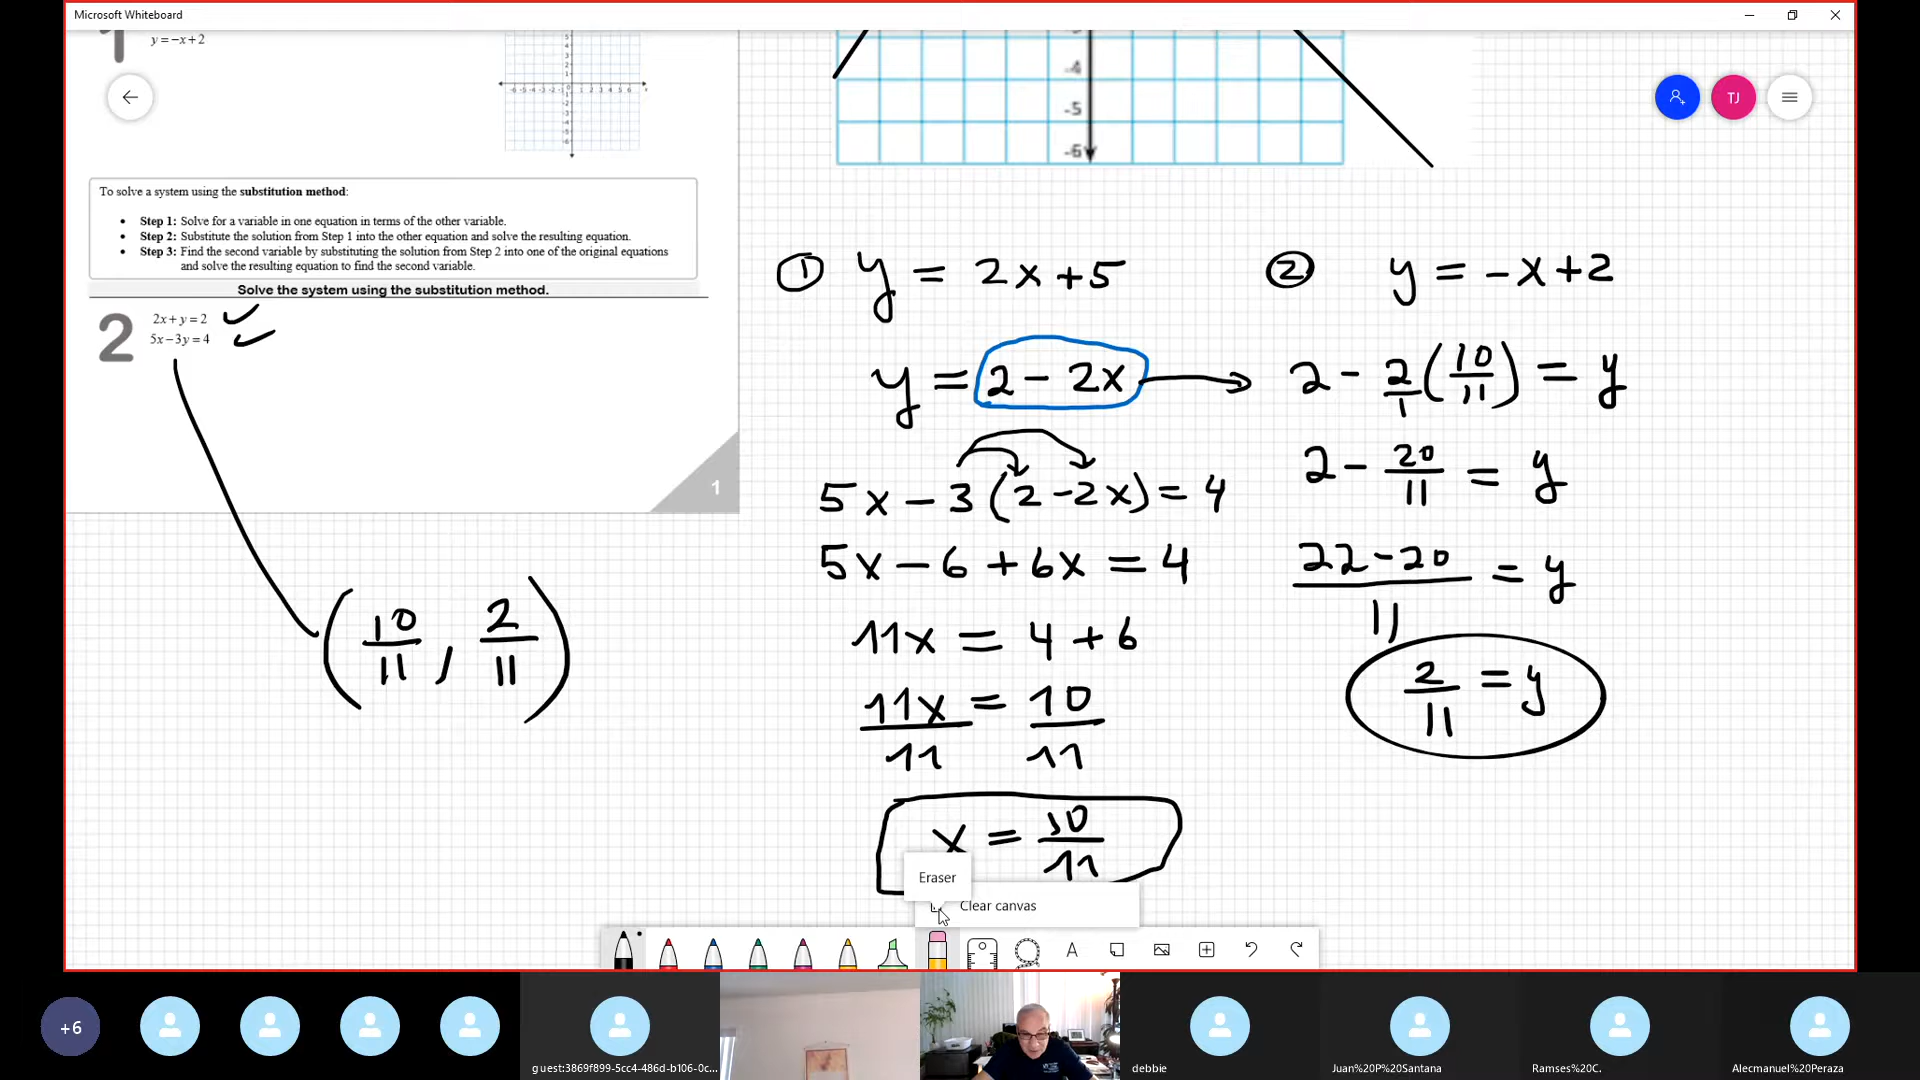 Microsoft Whiteboard
1
y=-x+2
To solve a system using the substitution method:
• Step 1: Solve for a variable in one equation in terms of the other variable.
• Step 2: Substitute the solution from Step 1 into the other equation and solve the resulting equation.
• Step 3: Find the second variable by substituting the solution from Step 2 into one of the original equations
and solve the resulting equation to find the second variable.
Solve the system using the substitution method.
2
2x+y=2
5x-3y=4
1
(10/11, 2/11)
-4
-5
-6
TJ
① y = 2x+5
y = 2 - 2x
5x - 3(2-2x) = 4
5x - 6 + 6x = 4
11x = 4 + 6
11x/11 = 10/11
x = 10/11
② y = -x+2
2 - 2/1(10/11) = y
2 - 20/11 = y
22-20/11 = y
2/11 = y
Eraser
Clear canvas
A
+6
guest:3869f899-5cc4-486d-b106-0c...
debbie
Juan%20P%20Santana
Ramses%20C.
Alecmanuel%20Peraza